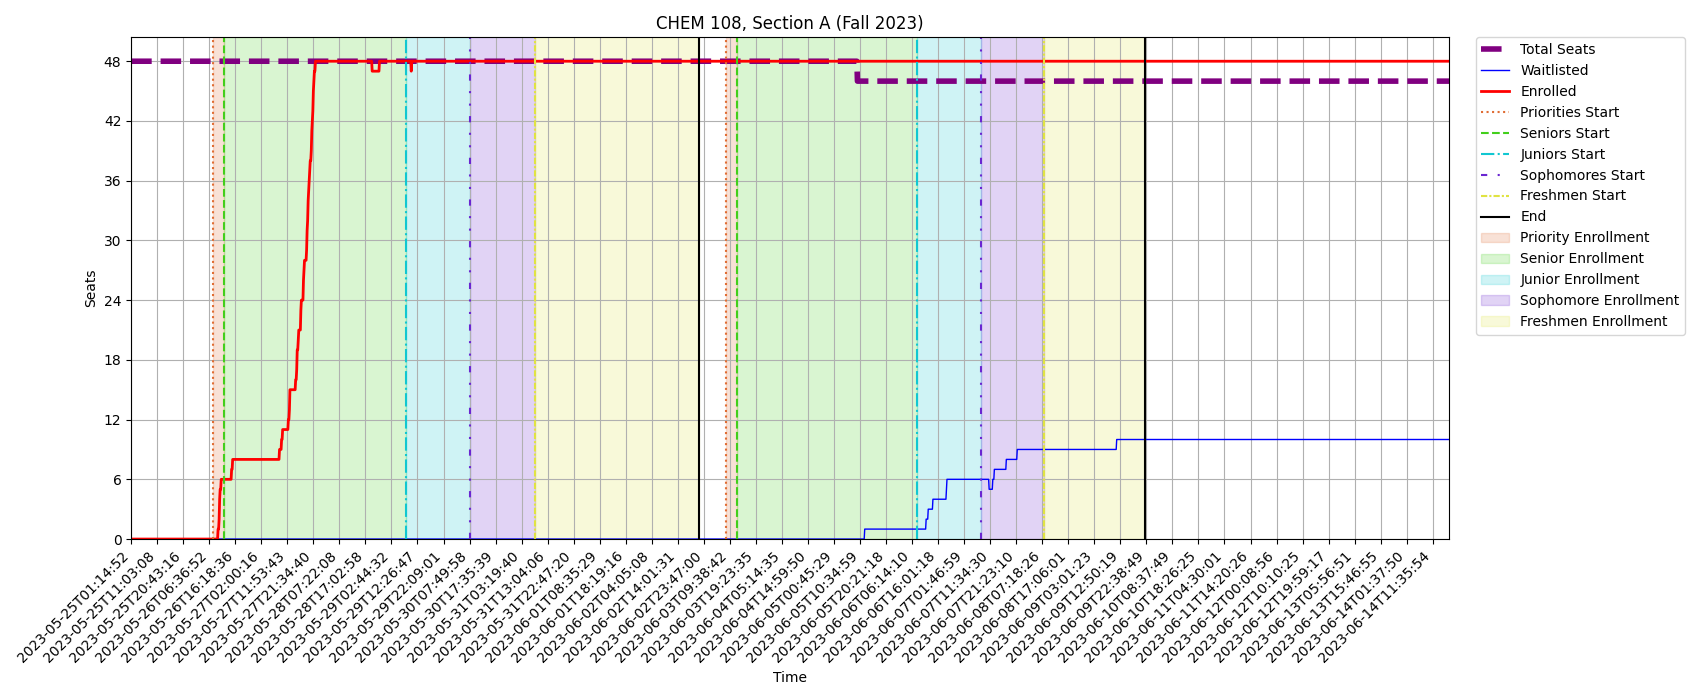 CHEM 108, Section A (Fall 2023)
Seats
48
42
36
30
24
18
12
6
0
2023-05-25T01:14:52
2023-05-25T11:03:08
2023-05-25T20:43:16
2023-05-26T06:36:52
2023-05-26T16:18:36
2023-05-27T02:00:16
2023-05-27T11:53:43
2023-05-27T21:34:40
2023-05-28T07:22:08
2023-05-28T17:02:58
2023-05-29T02:44:32
2023-05-29T12:26:47
2023-05-29T22:09:01
2023-05-30T07:49:58
2023-05-30T17:35:39
2023-05-31T03:19:40
2023-05-31T13:04:06
2023-05-31T22:47:20
2023-06-01T08:35:29
2023-06-01T18:19:16
2023-06-02T04:05:08
2023-06-02T14:01:31
2023-06-02T23:47:00
2023-06-03T09:38:42
2023-06-03T19:23:35
2023-06-04T05:14:35
2023-06-04T14:59:50
2023-06-05T00:45:29
2023-06-05T10:34:59
2023-06-05T20:21:18
2023-06-06T06:14:10
2023-06-06T16:01:18
2023-06-07T01:46:59
2023-06-07T11:34:30
2023-06-07T21:23:10
2023-06-08T07:18:26
2023-06-08T17:06:01
2023-06-09T03:01:23
2023-06-09T12:50:19
2023-06-09T22:38:49
2023-06-10T08:37:49
2023-06-10T18:26:25
2023-06-11T04:30:01
2023-06-11T14:20:26
2023-06-12T00:08:56
2023-06-12T10:10:25
2023-06-12T19:59:17
2023-06-13T05:56:51
2023-06-13T15:46:55
2023-06-14T01:37:50
2023-06-14T11:35:54
Time
Total Seats
Waitlisted
Enrolled
Priorities Start
Seniors Start
Juniors Start
Sophomores Start
Freshmen Start
End
Priority Enrollment
Senior Enrollment
Junior Enrollment
Sophomore Enrollment
Freshmen Enrollment